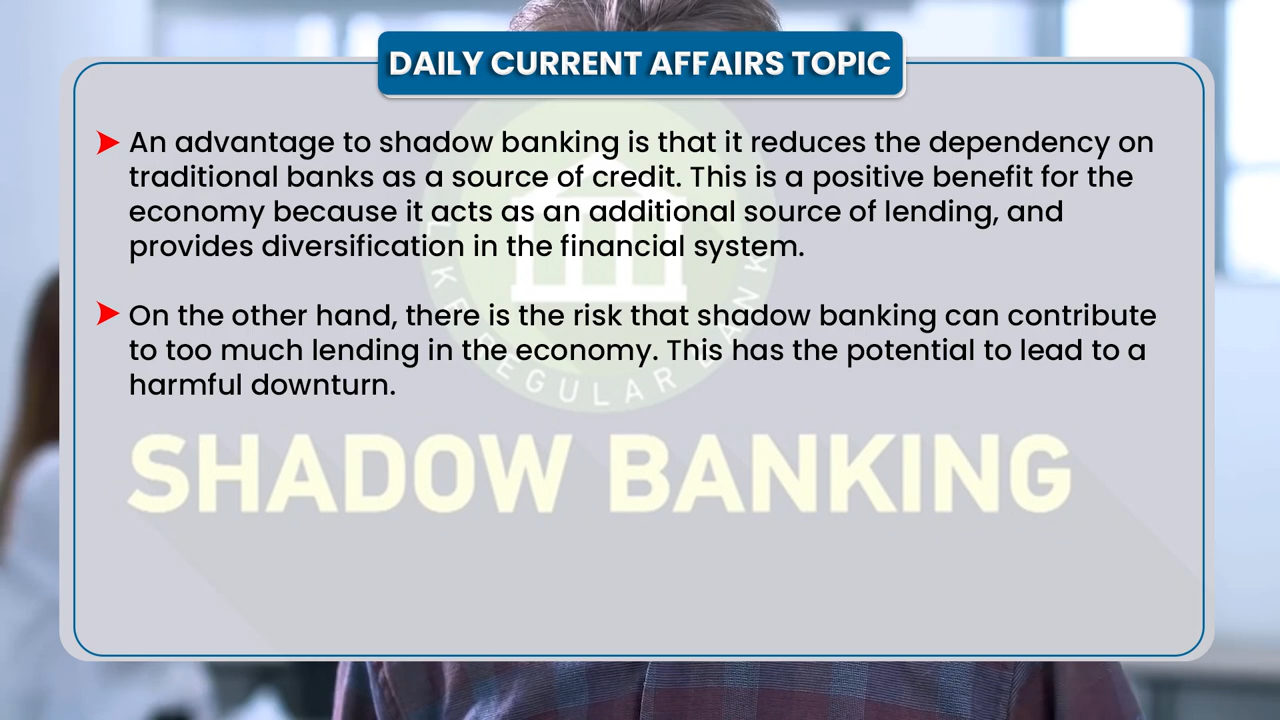 DAILY CURRENT AFFAIRS TOPIC
An advantage to shadow banking is that it reduces the dependency on
traditional banks as a source of credit. This is a positive benefit for the
economy because it acts as an additional source of lending, and
provides diversification in the financial system.
On the other hand, there is the risk that shadow banking can contribute
to too much lending in the economy. This has the potential to lead to a
harmful downturn.
REGULAR
SHADOW BANKING